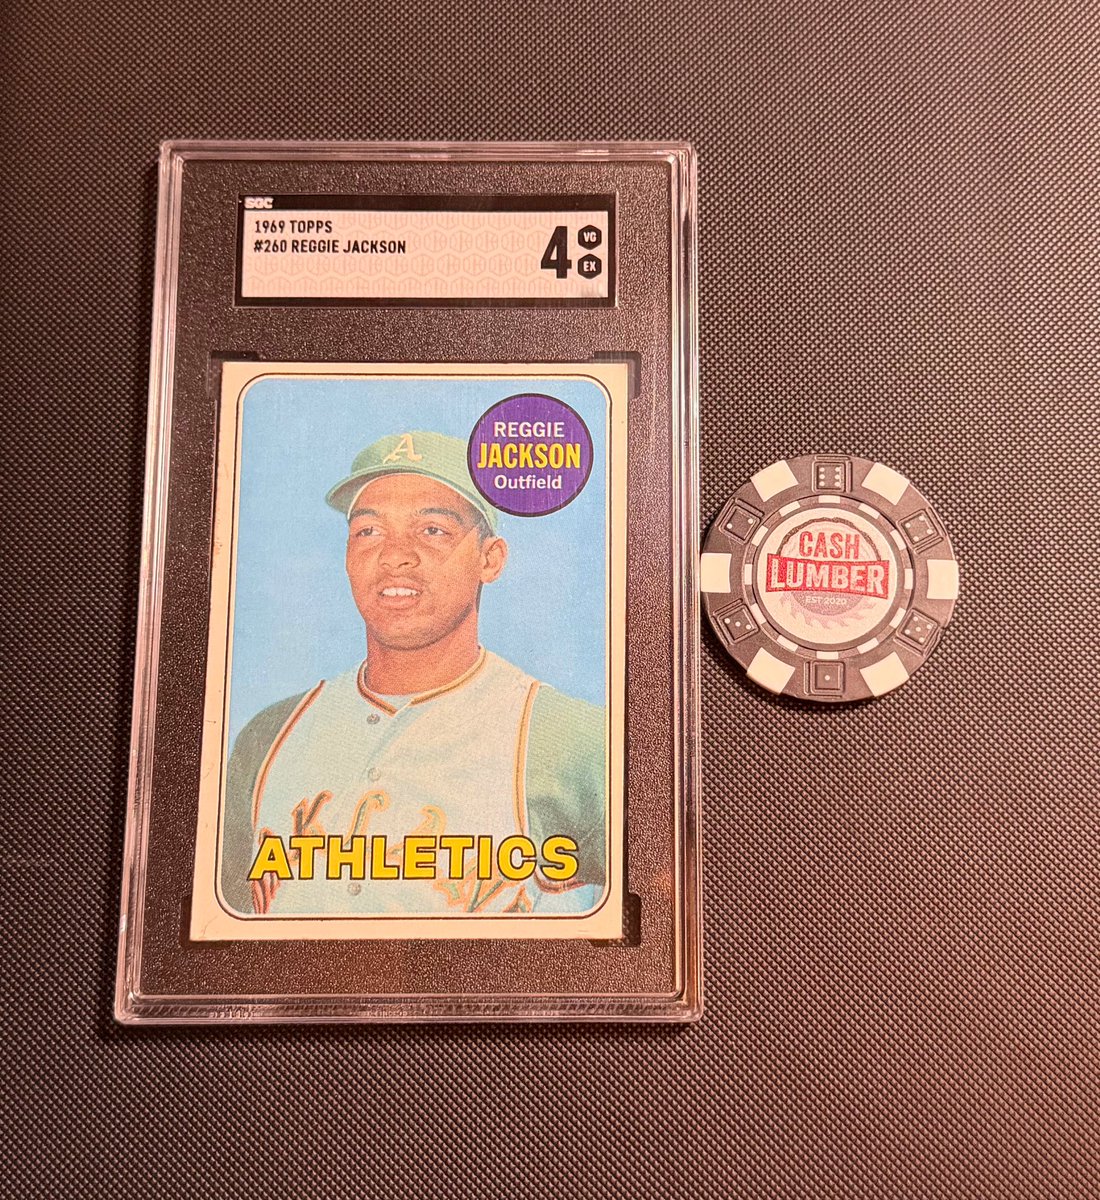 SGC
1969 TOPPS
#260 REGGIE JACKSON
4
VG
EX
A
REGGIE
JACKSON
Outfield
ATHLETICS
CASH
LUMBER
EST 2020